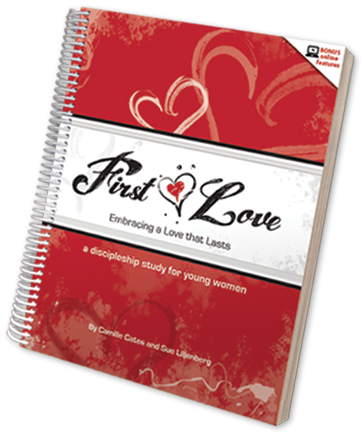 BONUS
online
features
First Love
Embracing a Love that Lasts
a discipleship study for young women
By Camille Cates and Sue Liljenberg